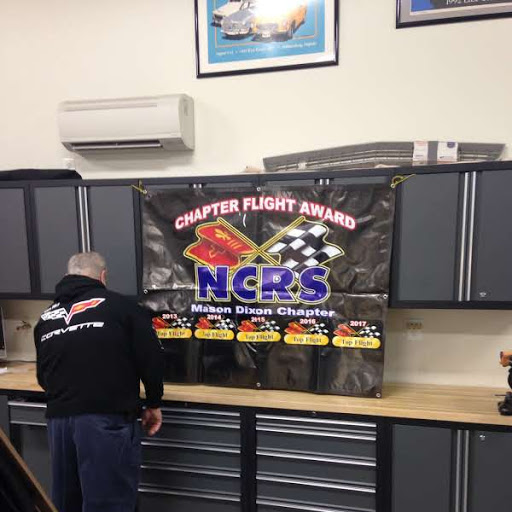 CHAPTER FLIGHT AWARD
NCRS
Mason Dixon Chapter
2013 2014 2015 2016 2017
Top Flight Top Flight Top Flight Top Flight Top Flight
CORVETTE